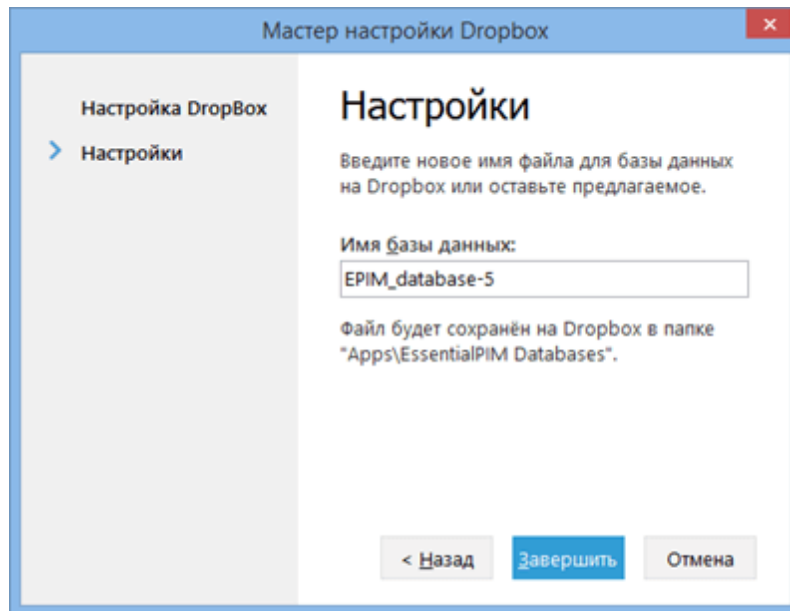 Мастер настройки Dropbox
Настройка DropBox
Настройки
Настройки
Введите новое имя файла для базы данных
на Dropbox или оставьте предлагаемое.
Имя базы данных:
EPIM_database-5
Файл будет сохранён на Dropbox в папке
"Apps\EssentialPIM Databases".
< Назад
Завершить
Отмена